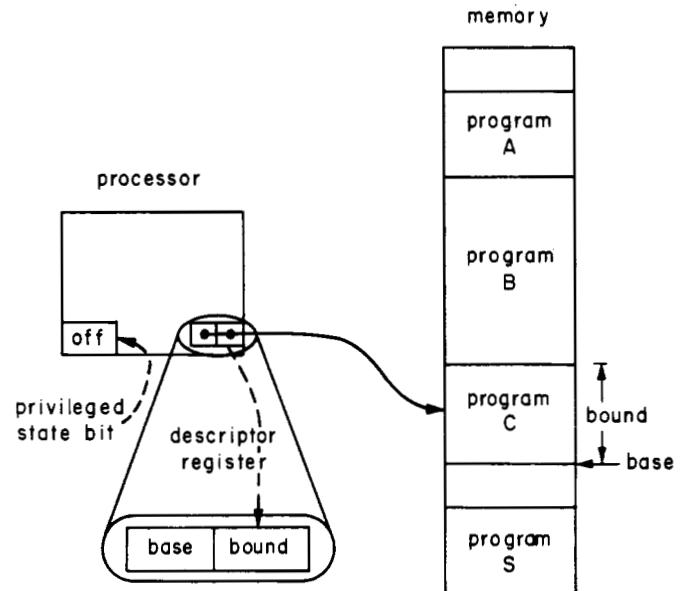 memory
program
A
processor
program
B
off
privileged
state bit
descriptor
register
program
C
bound
base
base
bound
program
S